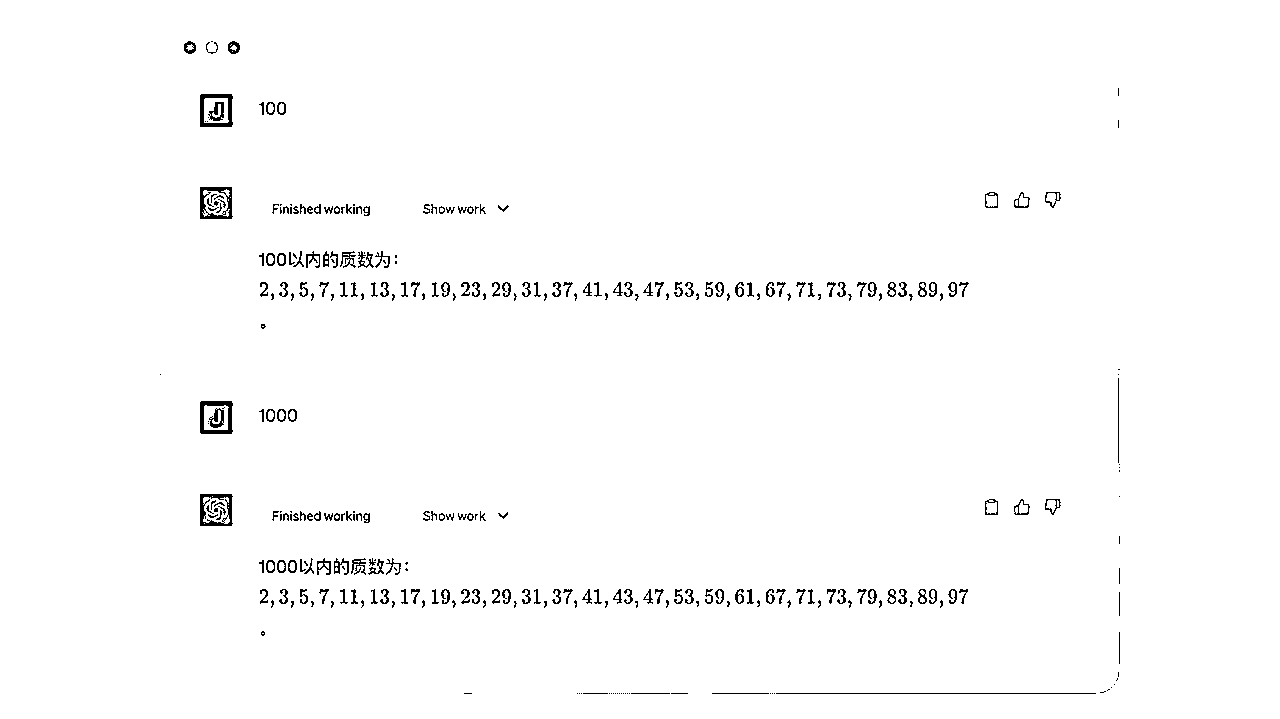 J
100
Finished working Show work
100以内的质数为：
2, 3, 5, 7, 11, 13, 17, 19, 23, 29, 31, 37, 41, 43, 47, 53, 59, 61, 67, 71, 73, 79, 83, 89, 97
。
J
1000
Finished working Show work
1000以内的质数为：
2, 3, 5, 7, 11, 13, 17, 19, 23, 29, 31, 37, 41, 43, 47, 53, 59, 61, 67, 71, 73, 79, 83, 89, 97
。